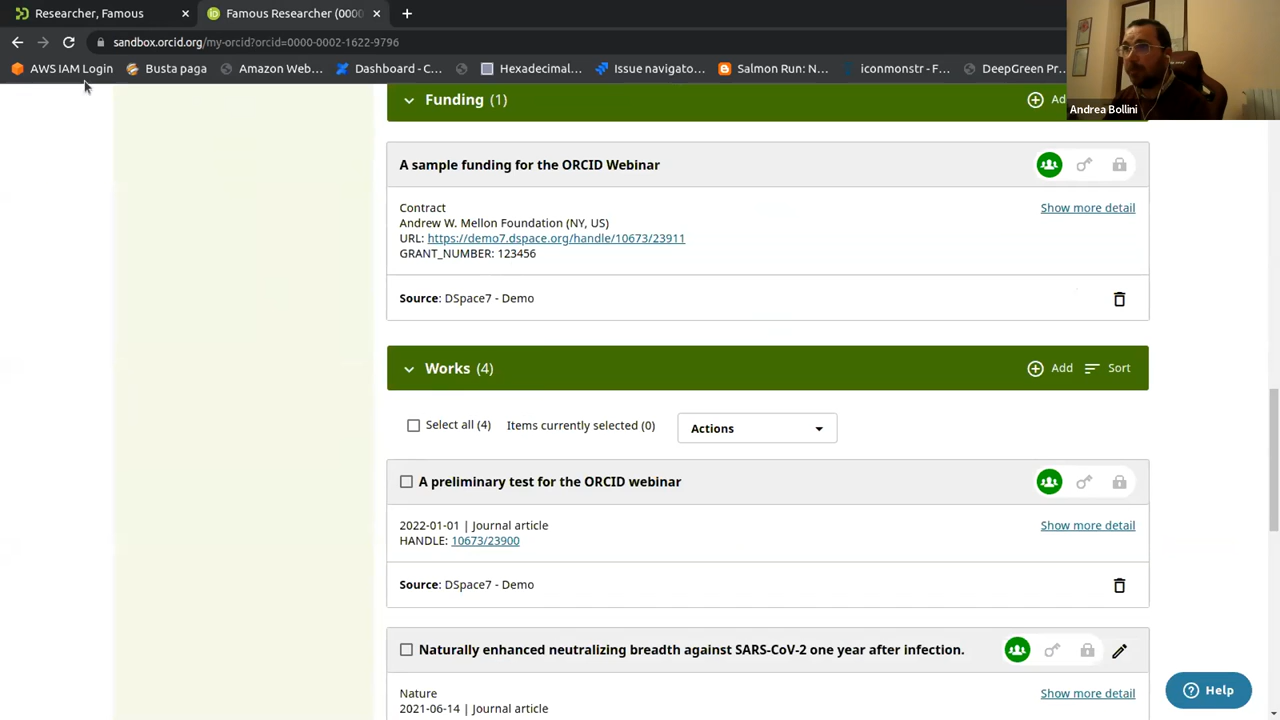 Researcher, Famous
Famous Researcher (0000
sandbox.orcid.org/my-orcid?orcid=0000-0002-1622-9796
AWS IAM Login
Busta paga
Amazon Web...
Dashboard - C...
Hexadecimal...
Issue navigato...
Salmon Run: N...
iconmonstr - F...
DeepGreen Pr...
Andrea Bollini
Funding (1)
Ad
A sample funding for the ORCID Webinar
Contract
Show more detail
Andrew W. Mellon Foundation (NY, US)
URL: https://demo7.dspace.org/handle/10673/23911
GRANT_NUMBER: 123456
Source: DSpace7 - Demo
Works (4)
Add
Sort
Select all (4)
Items currently selected (0)
Actions
A preliminary test for the ORCID webinar
2022-01-01 | Journal article
Show more detail
HANDLE: 10673/23900
Source: DSpace7 - Demo
Naturally enhanced neutralizing breadth against SARS-CoV-2 one year after infection.
Nature
Show more detail
2021-06-14 | Journal article
Help